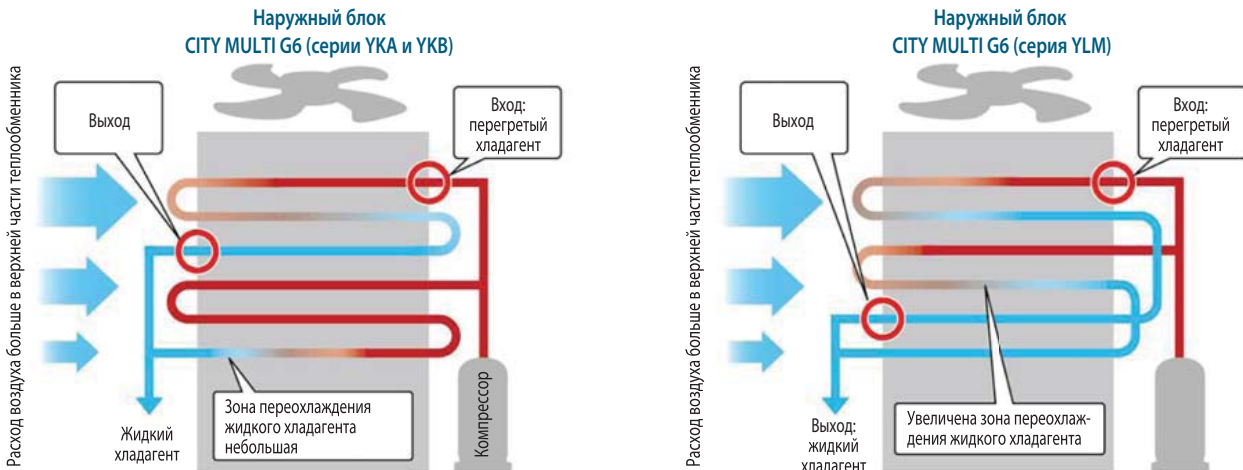 Наружный блок
CITY MULTI G6 (серии YKA и YKB)
Расход воздуха больше в верхней части теплообменника
Выход
Вход:
перегретый
хладагент
Зона переохлаждения
жидкого хладагента
небольшая
Компрессор
Жидкий
хладагент
Наружный блок
CITY MULTI G6 (серия YLM)
Расход воздуха больше в верхней части теплообменника
Выход
Вход:
перегретый
хладагент
Увеличена зона переохлаж-
дения жидкого хладагента
Выход:
жидкий
хладагент